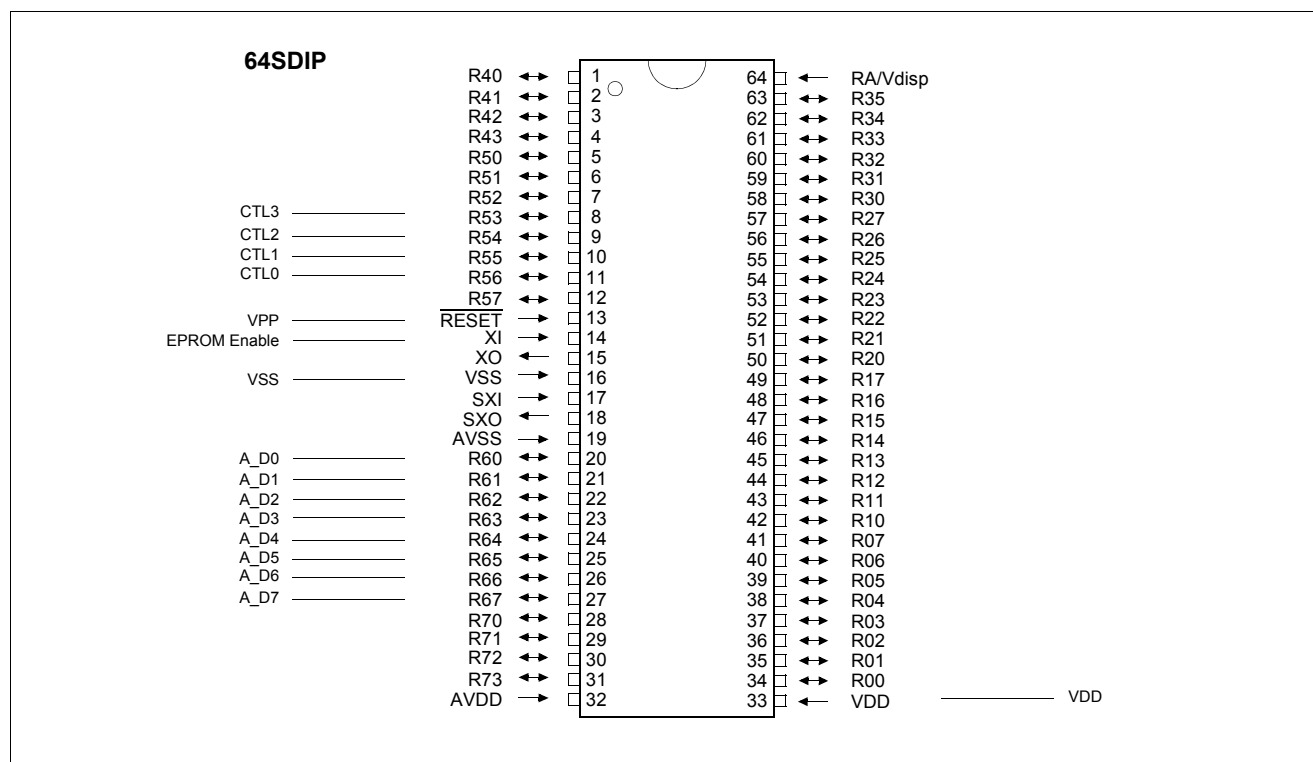 64SDIP
R40 1 64 RA/Vdisp
R41 2 63 R35
R42 3 62 R34
R43 4 61 R33
R50 5 60 R32
R51 6 59 R31
R52 7 58 R30
CTL3 R53 8 57 R27
CTL2 R54 9 56 R26
CTL1 R55 10 55 R25
CTL0 R56 11 54 R24
R57 12 53 R23
VPP RESET 13 52 R22
EPROM Enable XI 14 51 R21
XO 15 50 R20
VSS VSS 16 49 R17
SXI 17 48 R16
SXO 18 47 R15
AVSS 19 46 R14
A_D0 R60 20 45 R13
A_D1 R61 21 44 R12
A_D2 R62 22 43 R11
A_D3 R63 23 42 R10
A_D4 R64 24 41 R07
A_D5 R65 25 40 R06
A_D6 R66 26 39 R05
A_D7 R67 27 38 R04
R70 28 37 R03
R71 29 36 R02
R72 30 35 R01
R73 31 34 R00
AVDD 32 33 VDD VDD